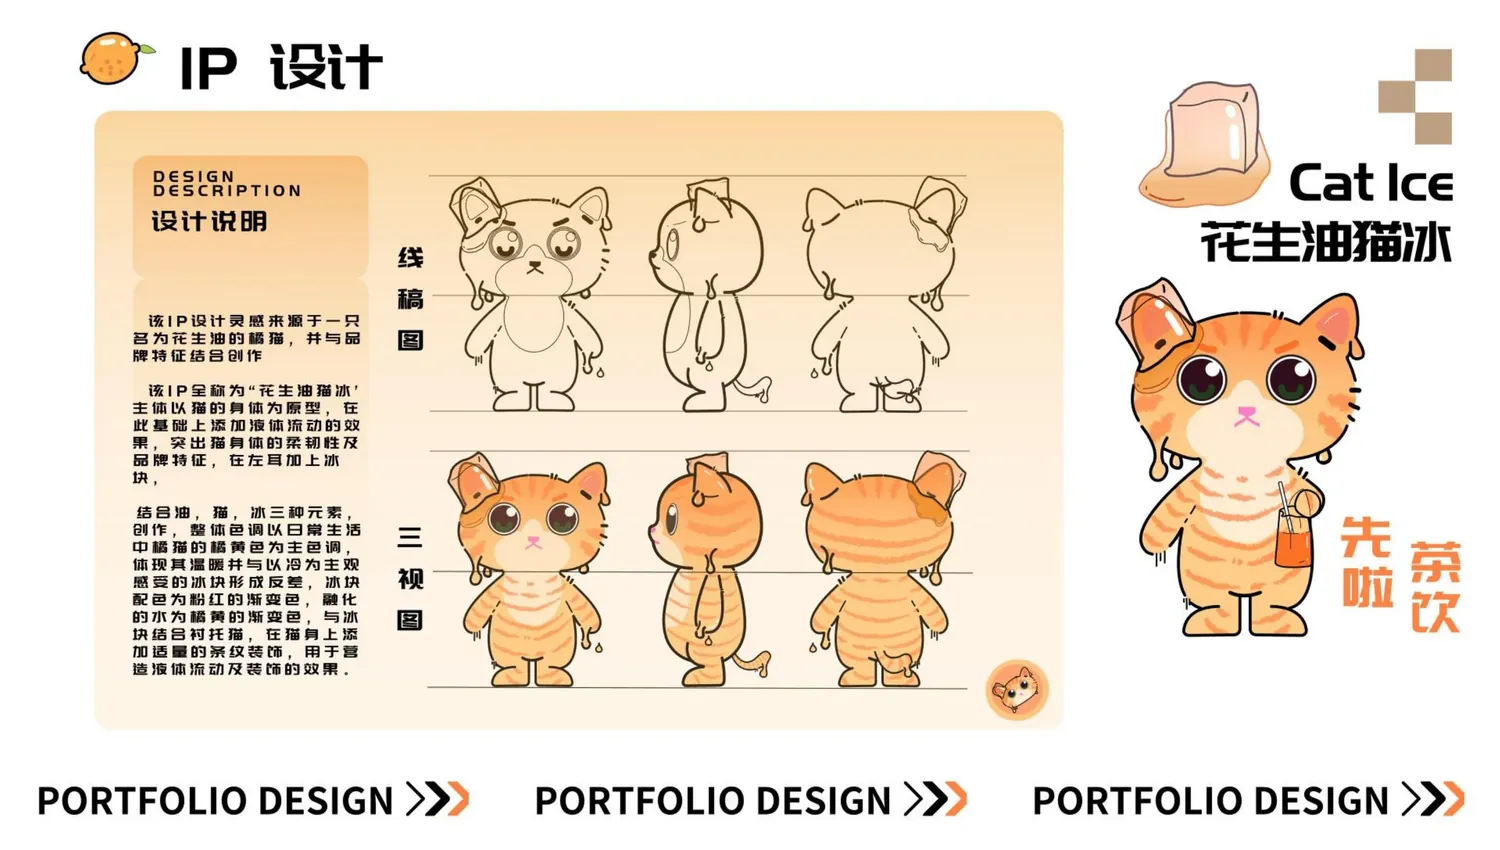 IP 设计
DESIGN
DESCRIPTION
设计说明
该IP设计灵感来源于一只
名为花生油的橘猫，并与品
牌特征结合创作
该IP全称为“花生油猫冰’
主体以猫的身体为原型，在
此基础上添加液体流动的效
果，突出猫身体的柔韧性及
品牌特征，在左耳加上冰
块，
结合油，猫，冰三种元素，
创作，整体色调以日常生活
中橘猫的橘黄色为主色调，
体现其温暖并与以冷为主观
感受的冰块形成反差，冰块
配色为粉红的渐变色，融化
的水为橘黄的渐变色，与冰
块结合衬托猫，在猫身上添
加适量的条纹装饰，用于营
造液体流动及装饰的效果．
线稿图
三视图
Cat Ice
花生油猫冰
先啦
茶饮
PORTFOLIO DESIGN
PORTFOLIO DESIGN
PORTFOLIO DESIGN